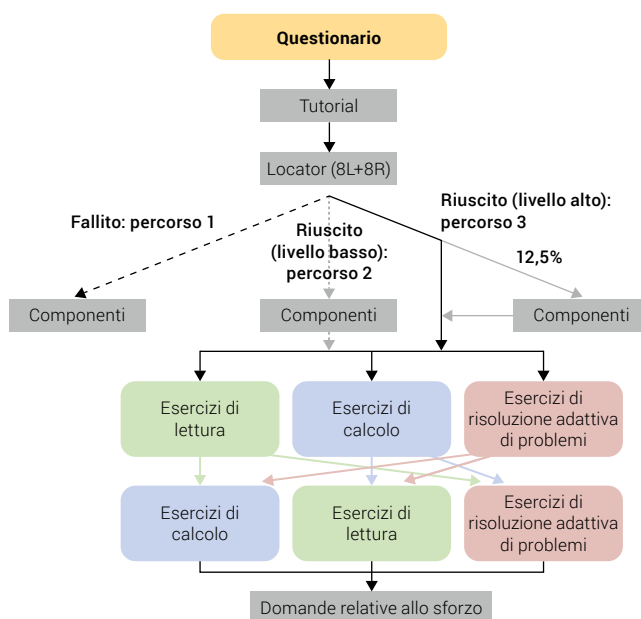 Questionario
Tutorial
Locator (8L+8R)
Fallito: percorso 1
Riuscito
(livello basso):
percorso 2
Riuscito (livello alto):
percorso 3
12,5%
Componenti
Componenti
Componenti
Esercizi di
lettura
Esercizi di
calcolo
Esercizi di
risoluzione adattiva
di problemi
Esercizi di
calcolo
Esercizi di
lettura
Esercizi di
risoluzione adattiva
di problemi
Domande relative allo sforzo